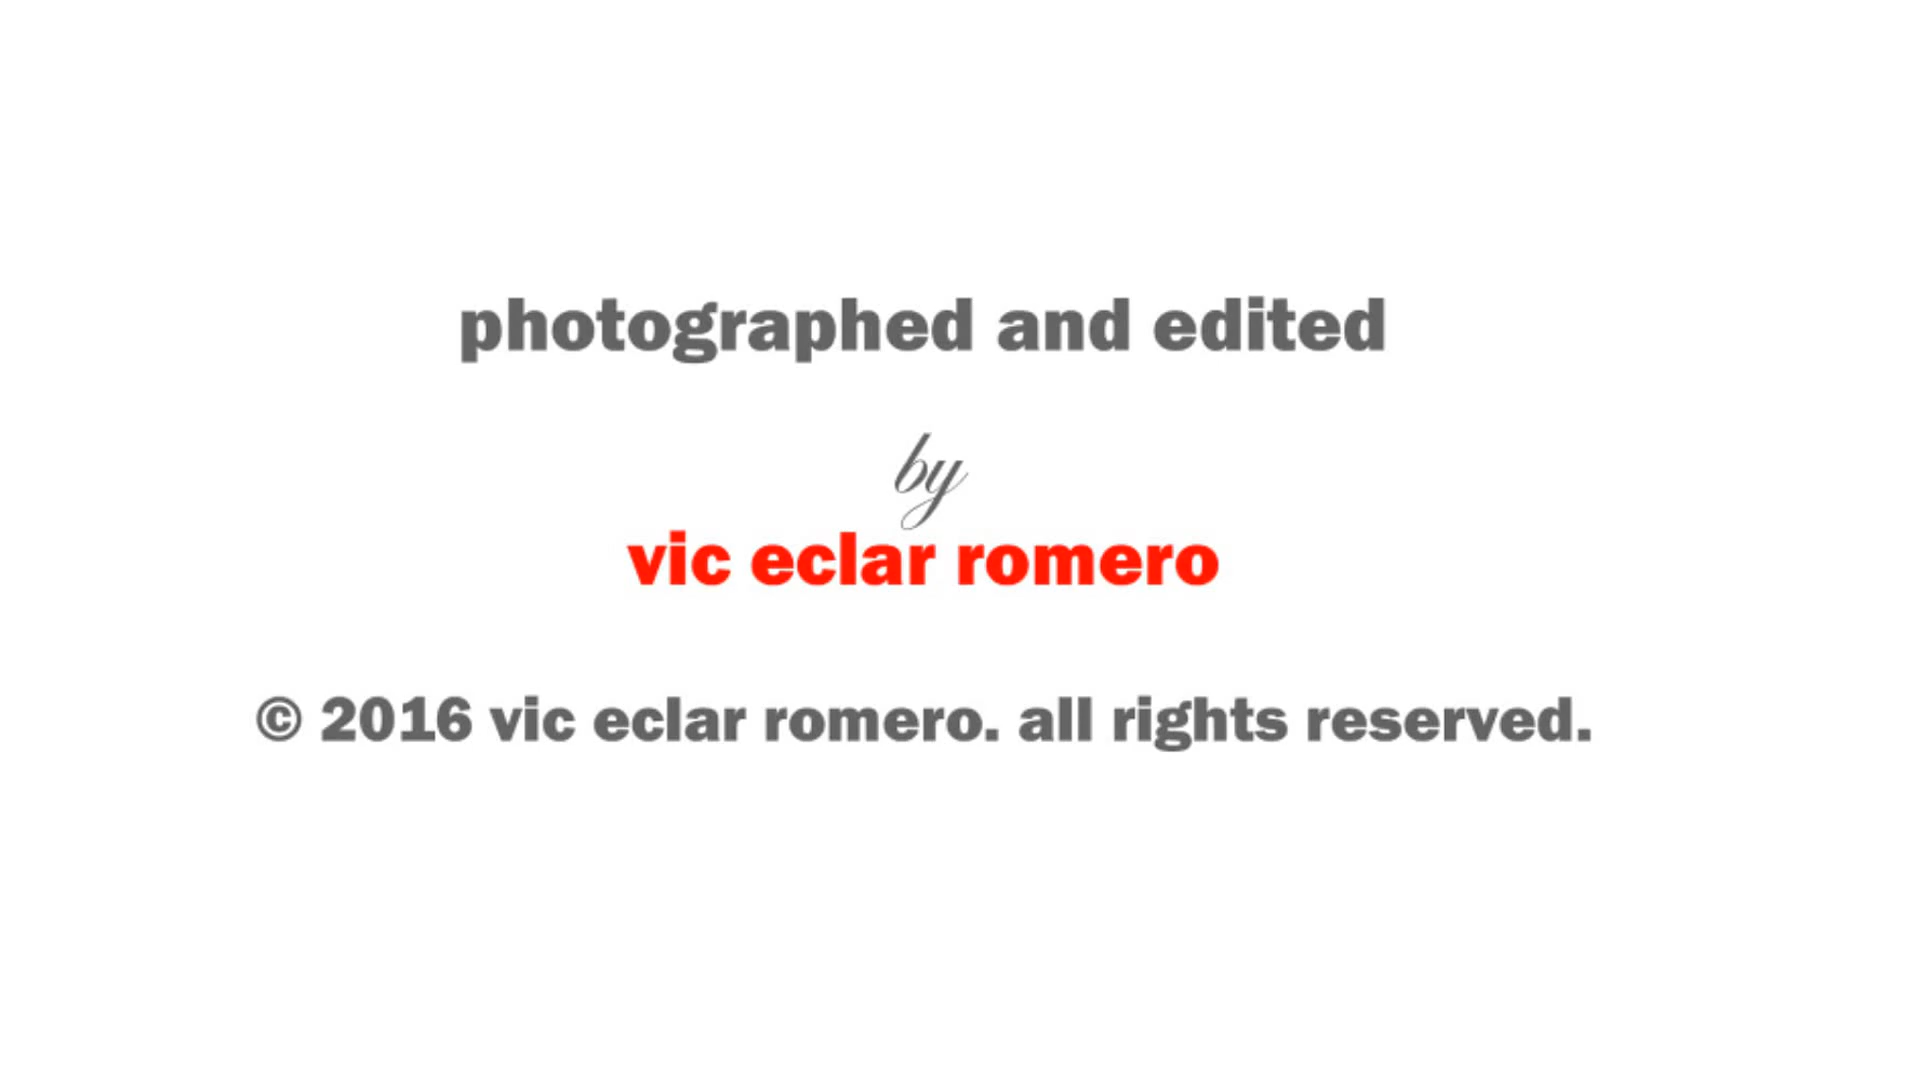 photographed and edited
by
vic eclar romero
© 2016 vic eclar romero. all rights reserved.